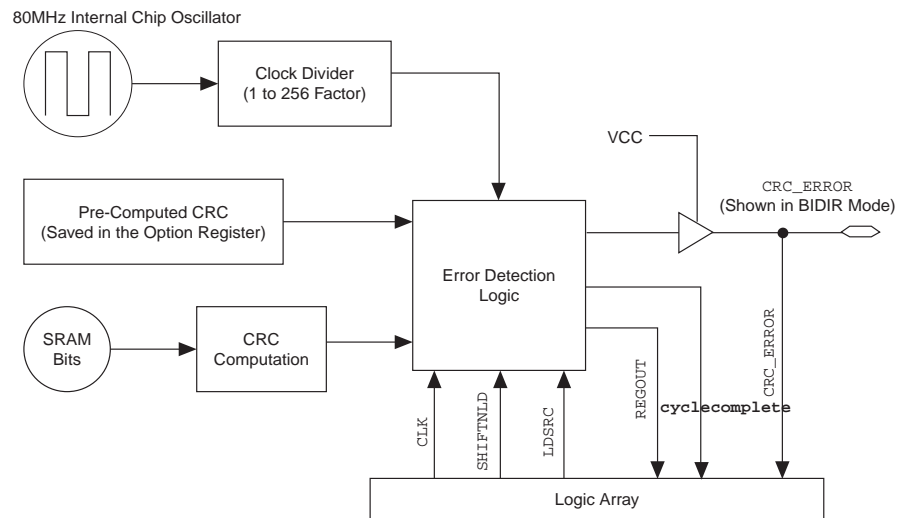 80MHz Internal Chip Oscillator
Clock Divider
(1 to 256 Factor)
VCC
CRC_ERROR
(Shown in BIDIR Mode)
Pre-Computed CRC
(Saved in the Option Register)
Error Detection
Logic
SRAM
Bits
CRC
Computation
CLK
SHIFTNLD
LDSRC
REGOUT
cyclecomplete
CRC_ERROR
Logic Array